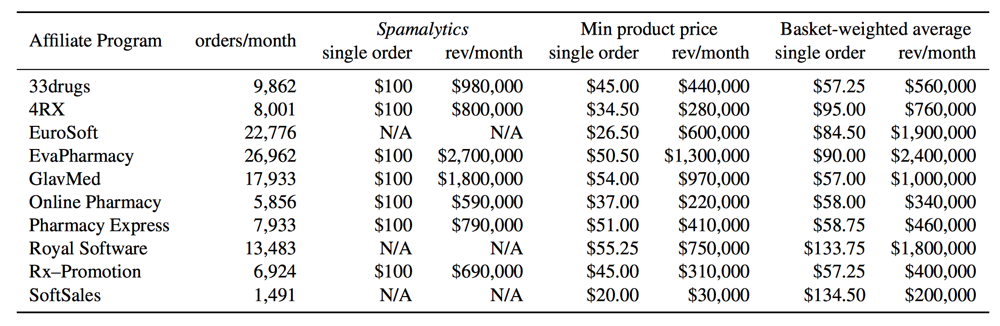 Spamalytics Min product price Basket-weighted average
Affiliate Program orders/month single order rev/month single order rev/month single order rev/month
33drugs 9,862 $100 $980,000 $45.00 $440,000 $57.25 $560,000
4RX 8,001 $100 $800,000 $34.50 $280,000 $95.00 $760,000
EuroSoft 22,776 N/A N/A $26.50 $600,000 $84.50 $1,900,000
EvaPharmacy 26,962 $100 $2,700,000 $50.50 $1,300,000 $90.00 $2,400,000
GlavMed 17,933 $100 $1,800,000 $54.00 $970,000 $57.00 $1,000,000
Online Pharmacy 5,856 $100 $590,000 $37.00 $220,000 $58.00 $340,000
Pharmacy Express 7,933 $100 $790,000 $51.00 $410,000 $58.75 $460,000
Royal Software 13,483 N/A N/A $55.25 $750,000 $133.75 $1,800,000
Rx–Promotion 6,924 $100 $690,000 $45.00 $310,000 $57.25 $400,000
SoftSales 1,491 N/A N/A $20.00 $30,000 $134.50 $200,000